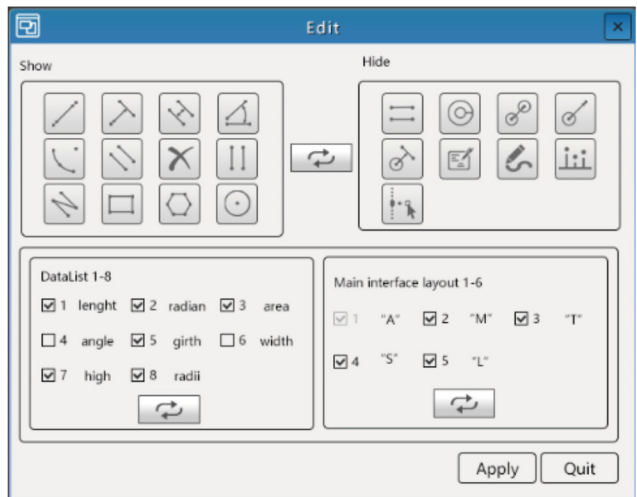 Edit
Show
Hide
DataList 1-8
1 lenght 2 radian 3 area
4 angle 5 girth 6 width
7 high 8 radii
Main interface layout 1-6
1 "A" 2 "M" 3 "T"
4 "S" 5 "L"
Apply Quit